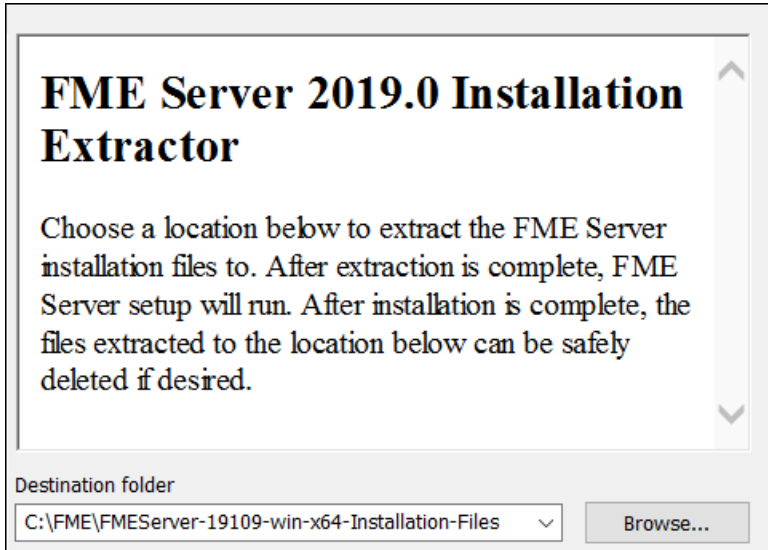 FME Server 2019.0 Installation
Extractor
Choose a location below to extract the FME Server
installation files to. After extraction is complete, FME
Server setup will run. After installation is complete, the
files extracted to the location below can be safely
deleted if desired.
Destination folder
C:\FME\FMEServer-19109-win-x64-Installation-Files
Browse...